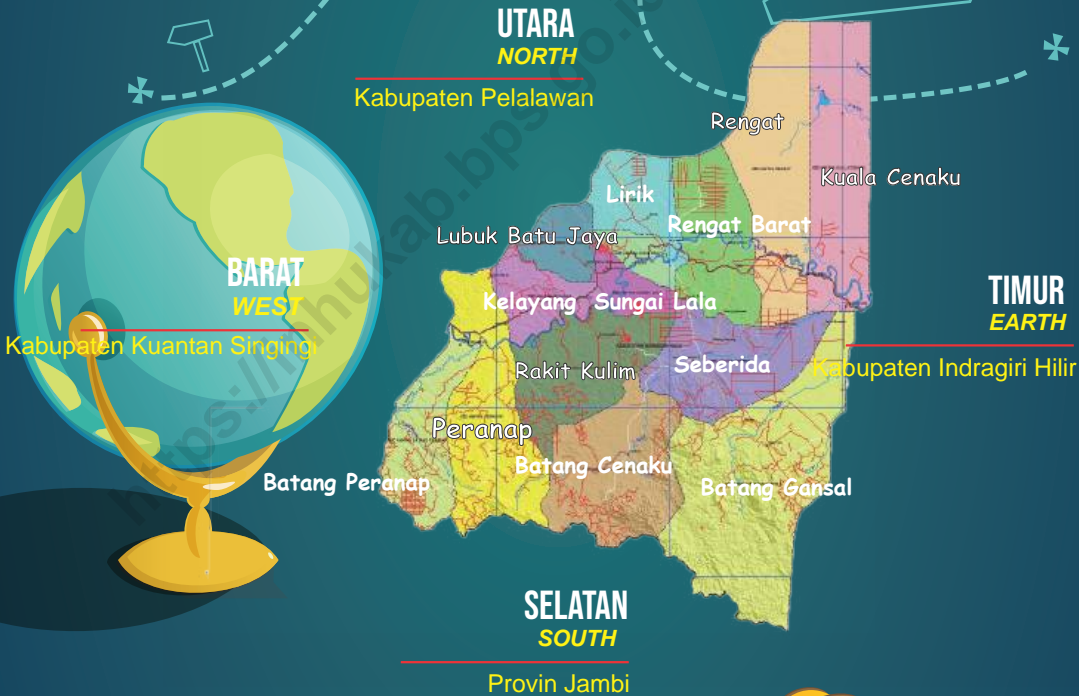 UTARA
NORTH
Kabupaten Pelalawan
Rengat
Kuala Cenaku
Lirik
Rengat Barat
Lubuk Batu Jaya
BARAT
WEST
Kabupaten Kuantan Singingi
Kelayang Sungai Lala
TIMUR
EARTH
Kabupaten Indragiri Hilir
Rakit Kulim
Seberida
Peranap
Batang Cenaku
Batang Peranap
Batang Gansal
SELATAN
SOUTH
Provin Jambi